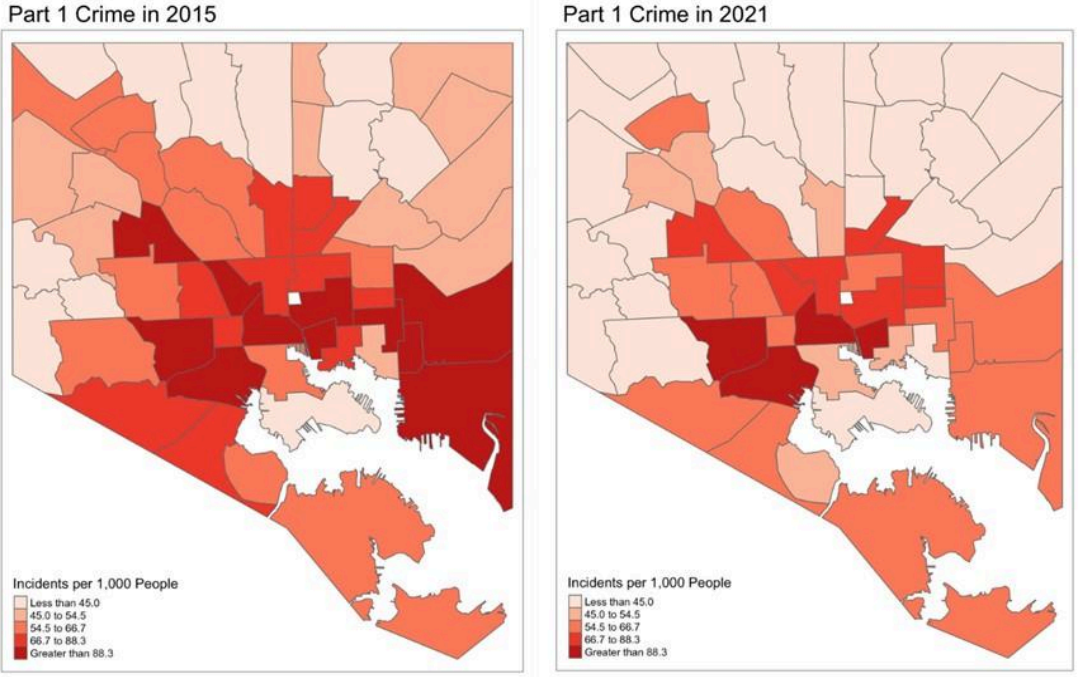 Part 1 Crime in 2015
Incidents per 1,000 People
Less than 45.0
45.0 to 54.5
54.5 to 66.7
66.7 to 88.3
Greater than 88.3
Part 1 Crime in 2021
Incidents per 1,000 People
Less than 45.0
45.0 to 54.5
54.5 to 66.7
66.7 to 88.3
Greater than 88.3